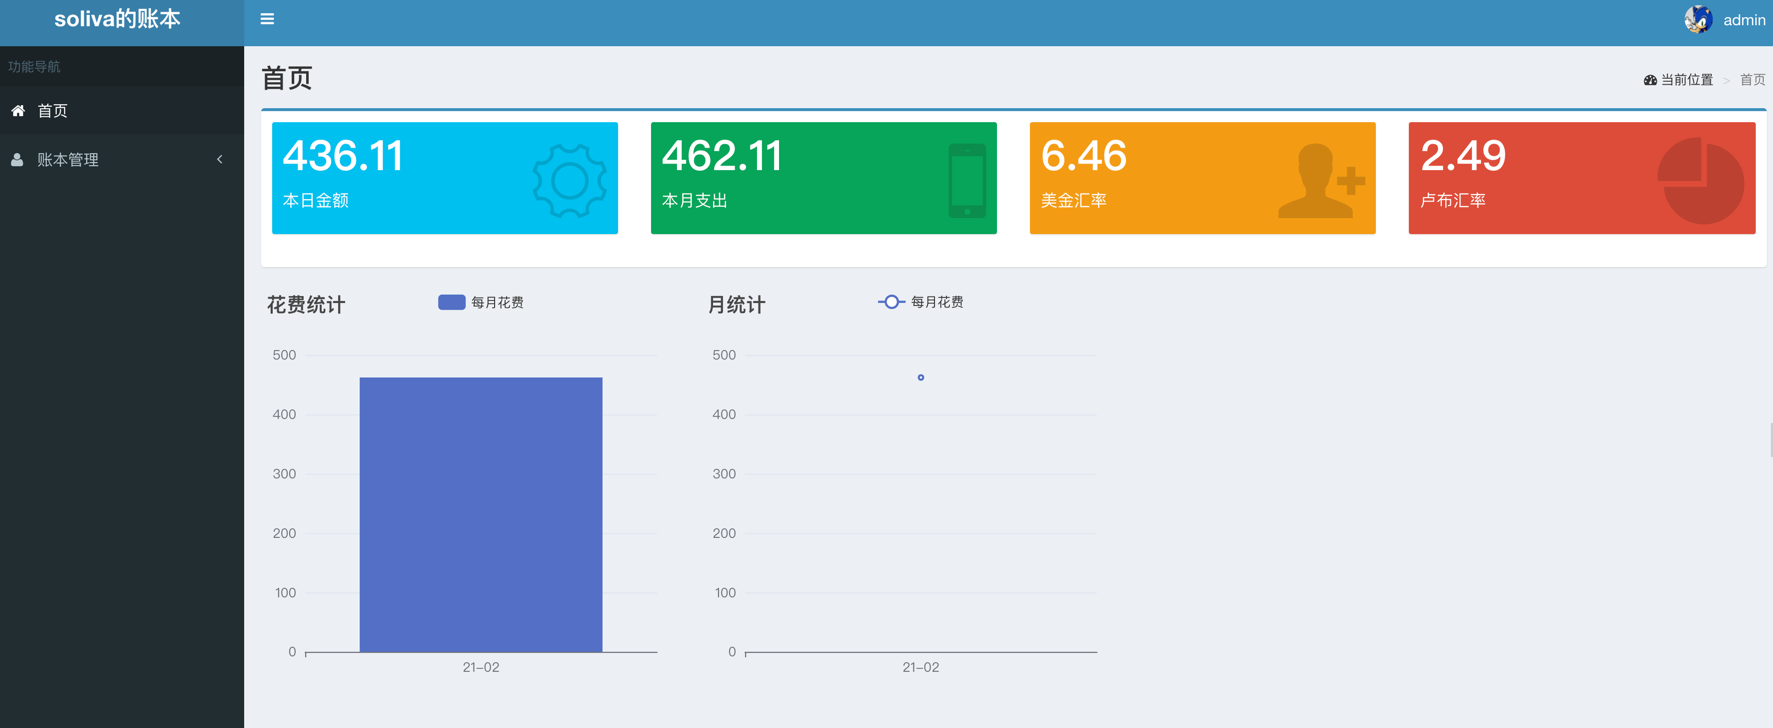 soliva的账本
admin
功能导航
首页
账本管理
首页
当前位置 > 首页
436.11
本日金额
462.11
本月支出
6.46
美金汇率
2.49
卢布汇率
花费统计
每月花费
500
400
300
200
100
0
21-02
月统计
每月花费
500
400
300
200
100
0
21-02